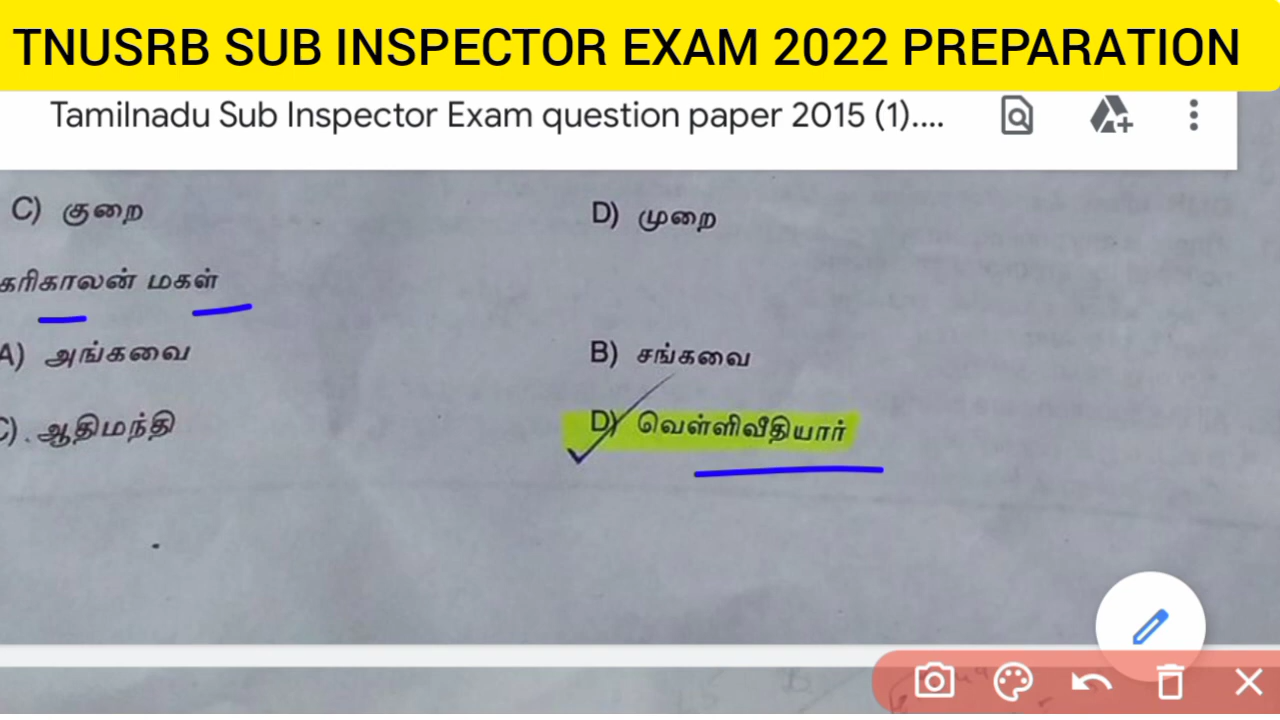 TNUSRB SUB INSPECTOR EXAM 2022 PREPARATION
Tamilnadu Sub Inspector Exam question paper 2015 (1)....
C) குறை
D) முறை
கரிகாலன் மகள்
A) அங்கவை
B) சங்கவை
C) ஆதிமந்தி
D) வெள்ளிவீதியார்